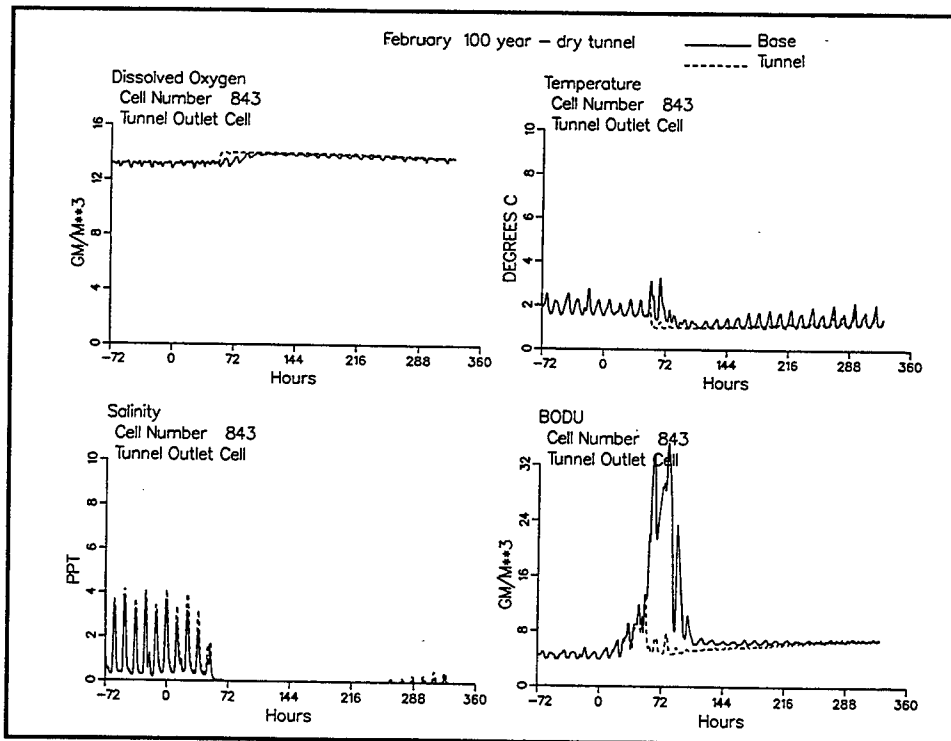 February 100 year – dry tunnel
Base
Tunnel
Dissolved Oxygen
Cell Number 843
Tunnel Outlet Cell
GM/M**3
16
12
8
4
0
-72 0 72 144 216 288 360
Hours
Temperature
Cell Number 843
Tunnel Outlet Cell
DEGREES C
10
8
6
4
2
0
-72 0 72 144 216 288 360
Hours
Salinity
Cell Number 843
Tunnel Outlet Cell
PPT
10
8
6
4
2
0
-72 0 72 144 216 288 360
Hours
BODU
Cell Number 843
Tunnel Outlet Cell
GM/M**3
32
24
16
8
0
-72 0 72 144 216 288 360
Hours